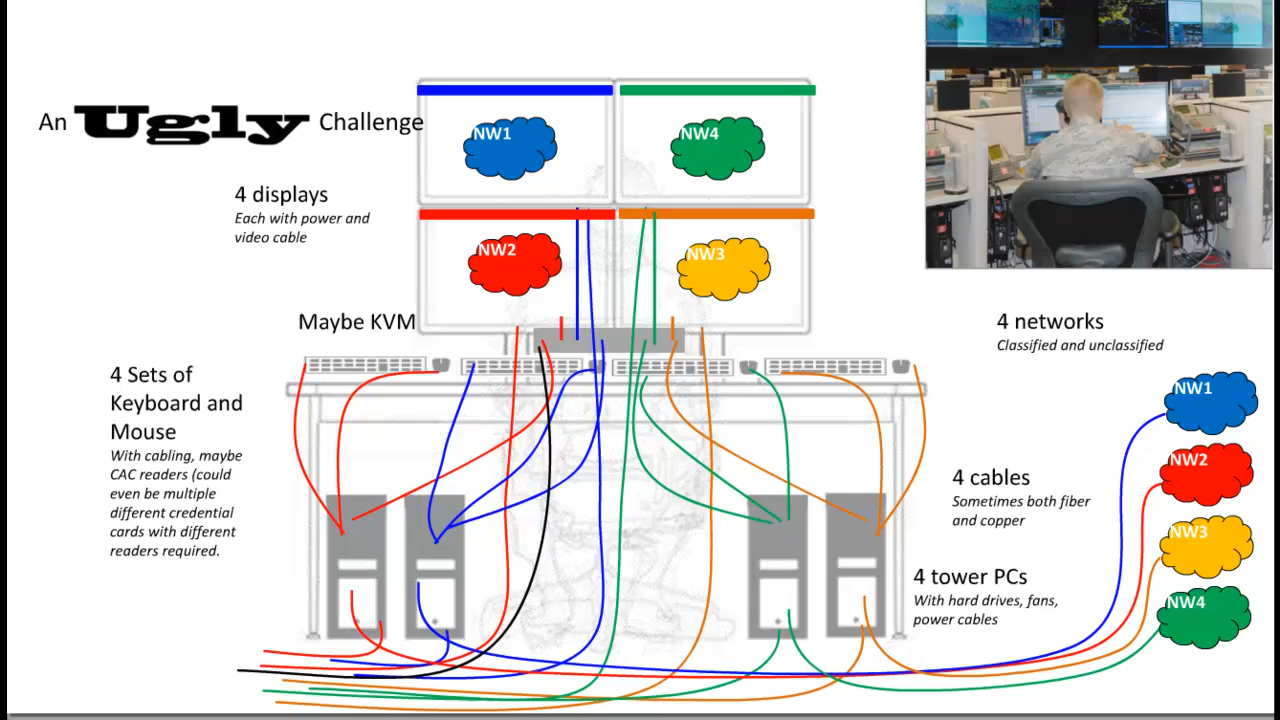 An Ugly Challenge
NW1
NW4
4 displays
Each with power and
video cable
NW2
NW3
Maybe KVM
4 networks
Classified and unclassified
4 Sets of
Keyboard and
Mouse
With cabling, maybe
CAC readers (could
even be multiple
different credential
cards with different
readers required.
NW1
NW2
4 cables
Sometimes both fiber
and copper
NW3
4 tower PCs
With hard drives, fans,
power cables
NW4